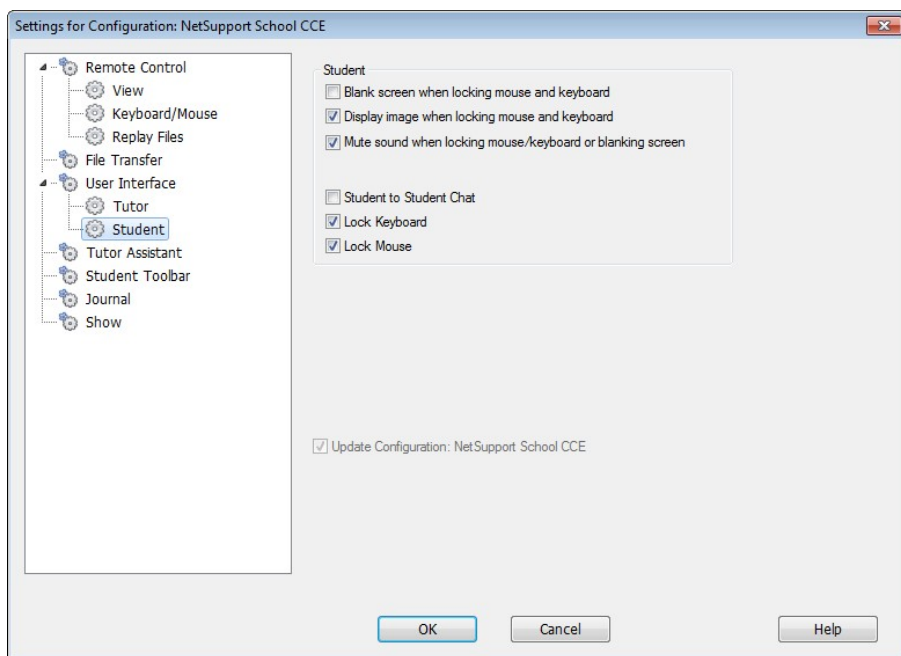 Settings for Configuration: NetSupport School CCE
Remote Control
View
Keyboard/Mouse
Replay Files
File Transfer
User Interface
Tutor
Student
Tutor Assistant
Student Toolbar
Journal
Show
Student
Blank screen when locking mouse and keyboard
Display image when locking mouse and keyboard
Mute sound when locking mouse/keyboard or blanking screen
Student to Student Chat
Lock Keyboard
Lock Mouse
Update Configuration: NetSupport School CCE
OK
Cancel
Help